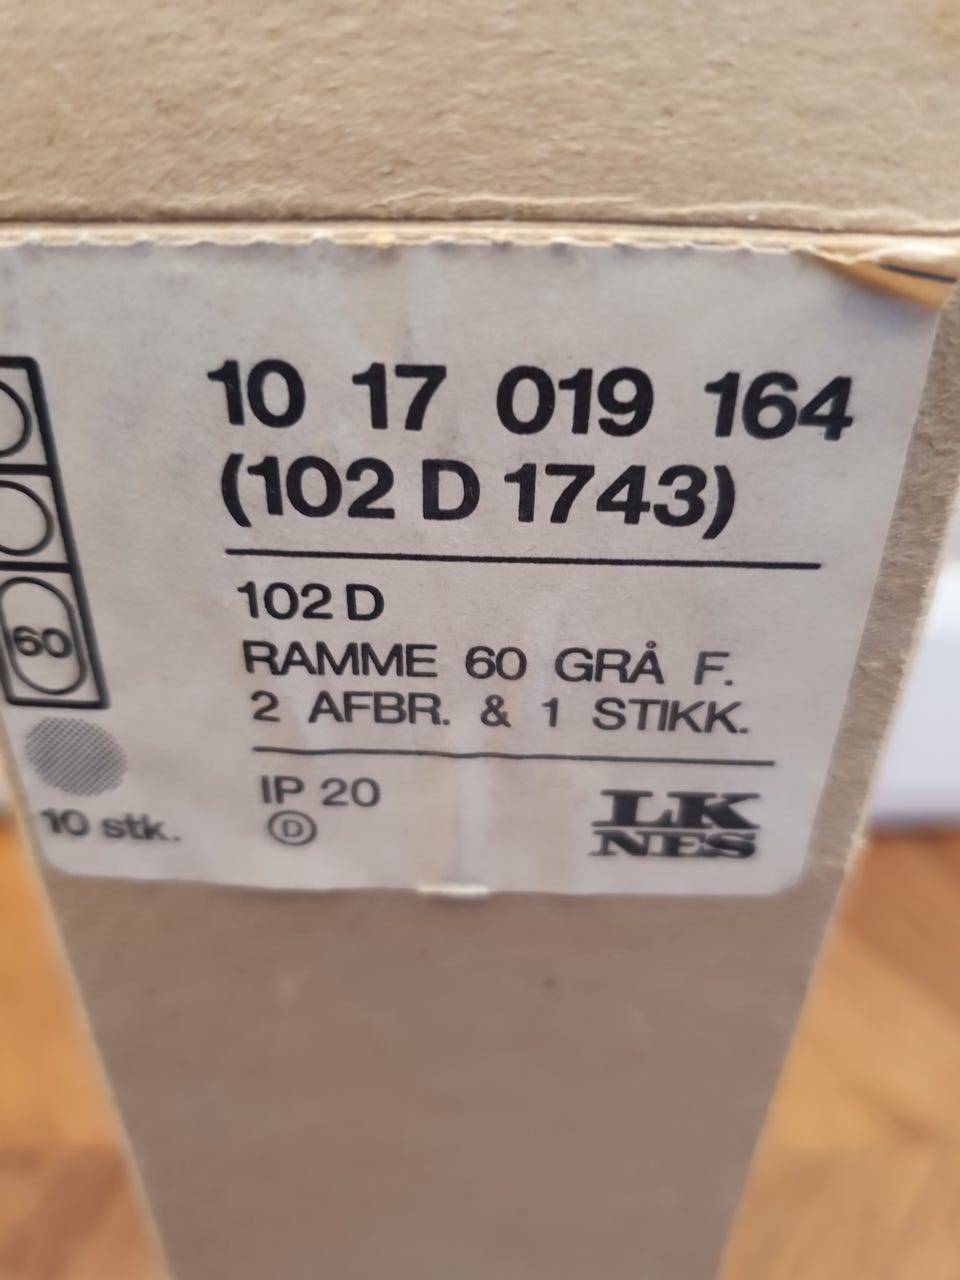 10 17 019 164
(102 D 1743)
102 D
RAMME 60 GRÅ F.
2 AFBR. & 1 STIKK.
60
IP 20
D
10 stk.
LK
NES